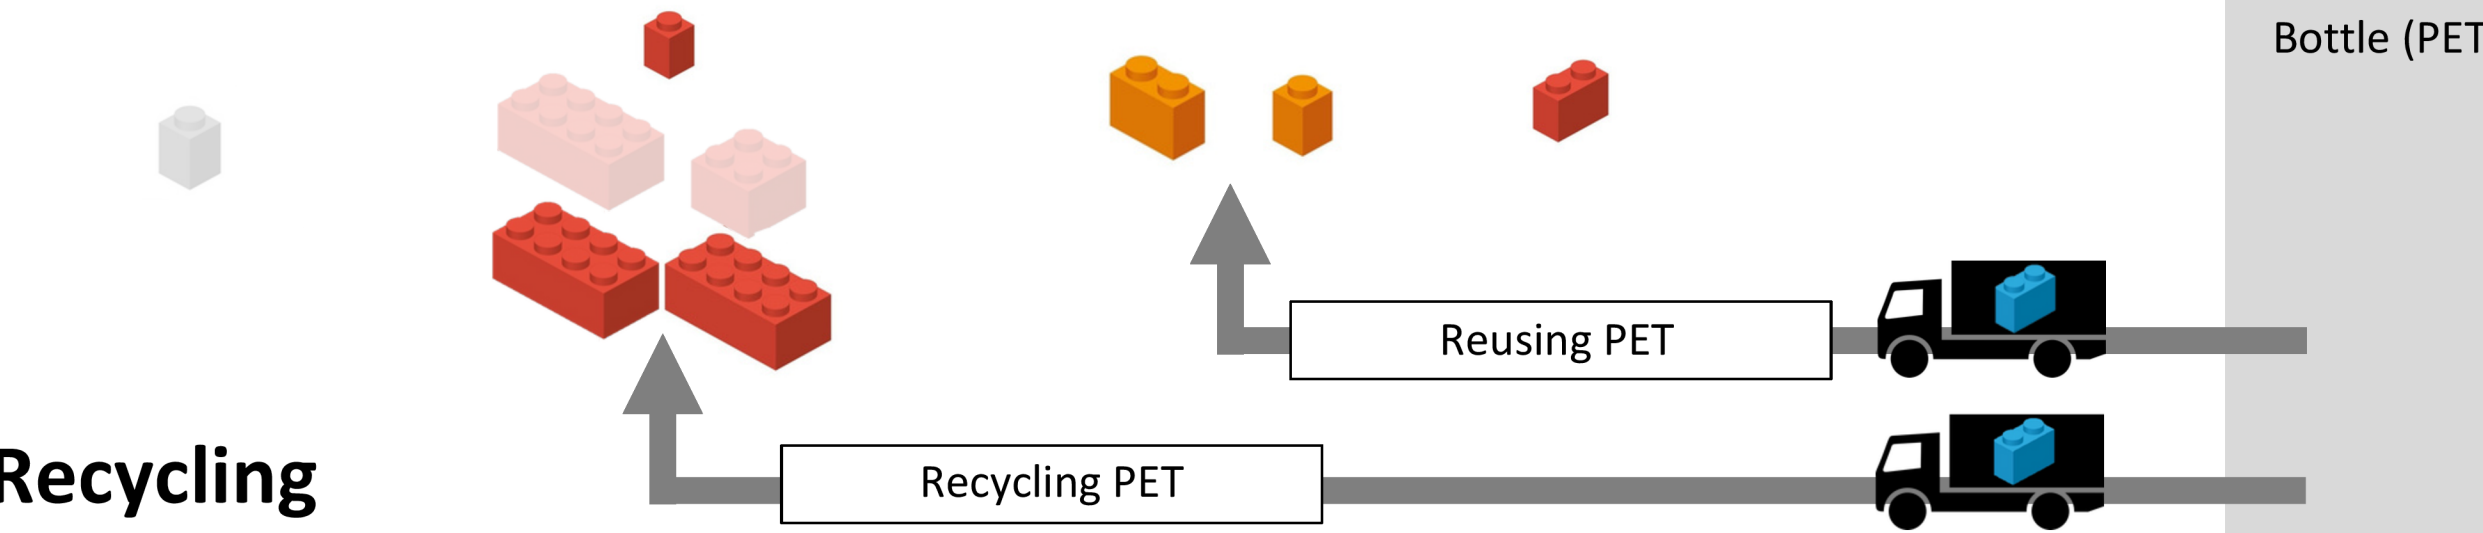 Bottle (PET
Reusing PET
Recycling PET
Recycling